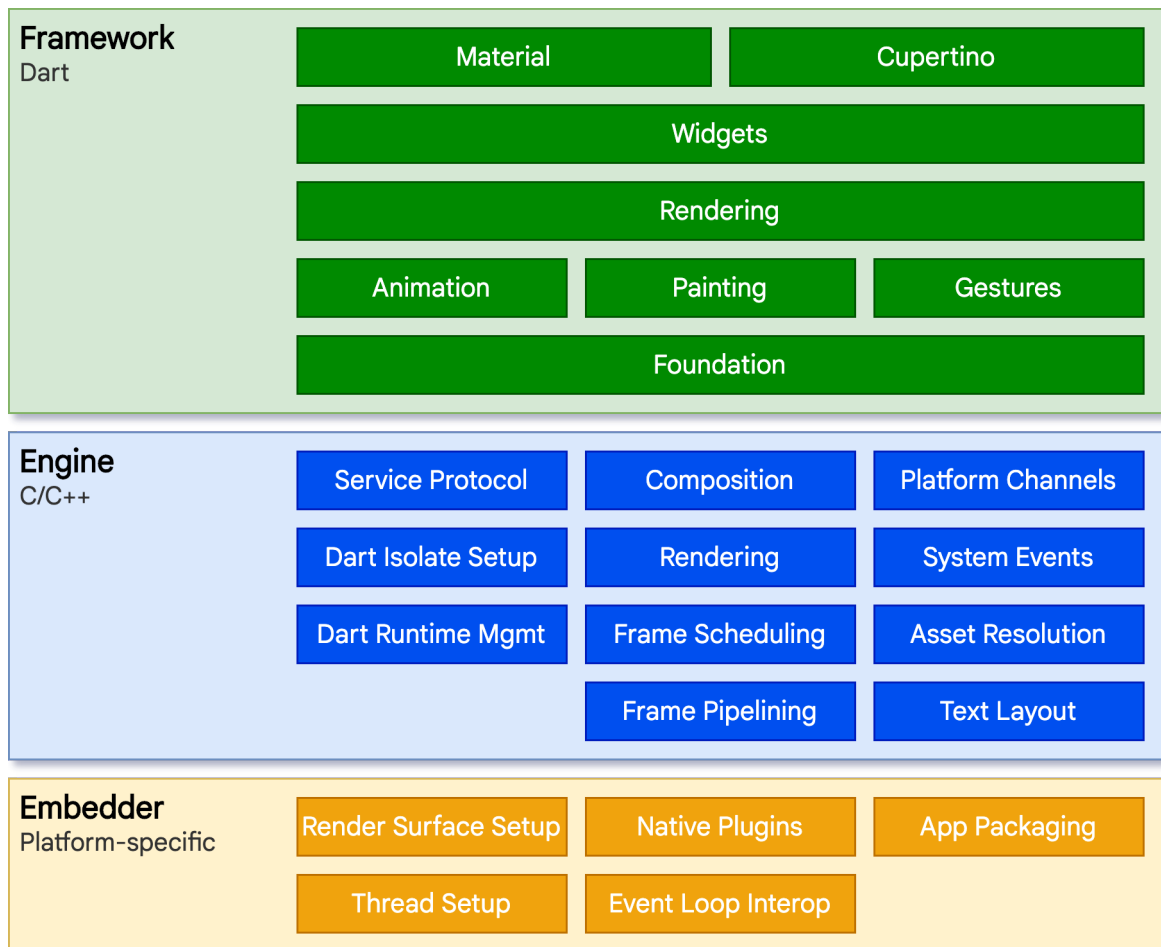 Framework
Dart
Material
Cupertino
Widgets
Rendering
Animation
Painting
Gestures
Foundation
Engine
C/C++
Service Protocol
Composition
Platform Channels
Dart Isolate Setup
Rendering
System Events
Dart Runtime Mgmt
Frame Scheduling
Asset Resolution
Frame Pipelining
Text Layout
Embedder
Platform-specific
Render Surface Setup
Native Plugins
App Packaging
Thread Setup
Event Loop Interop